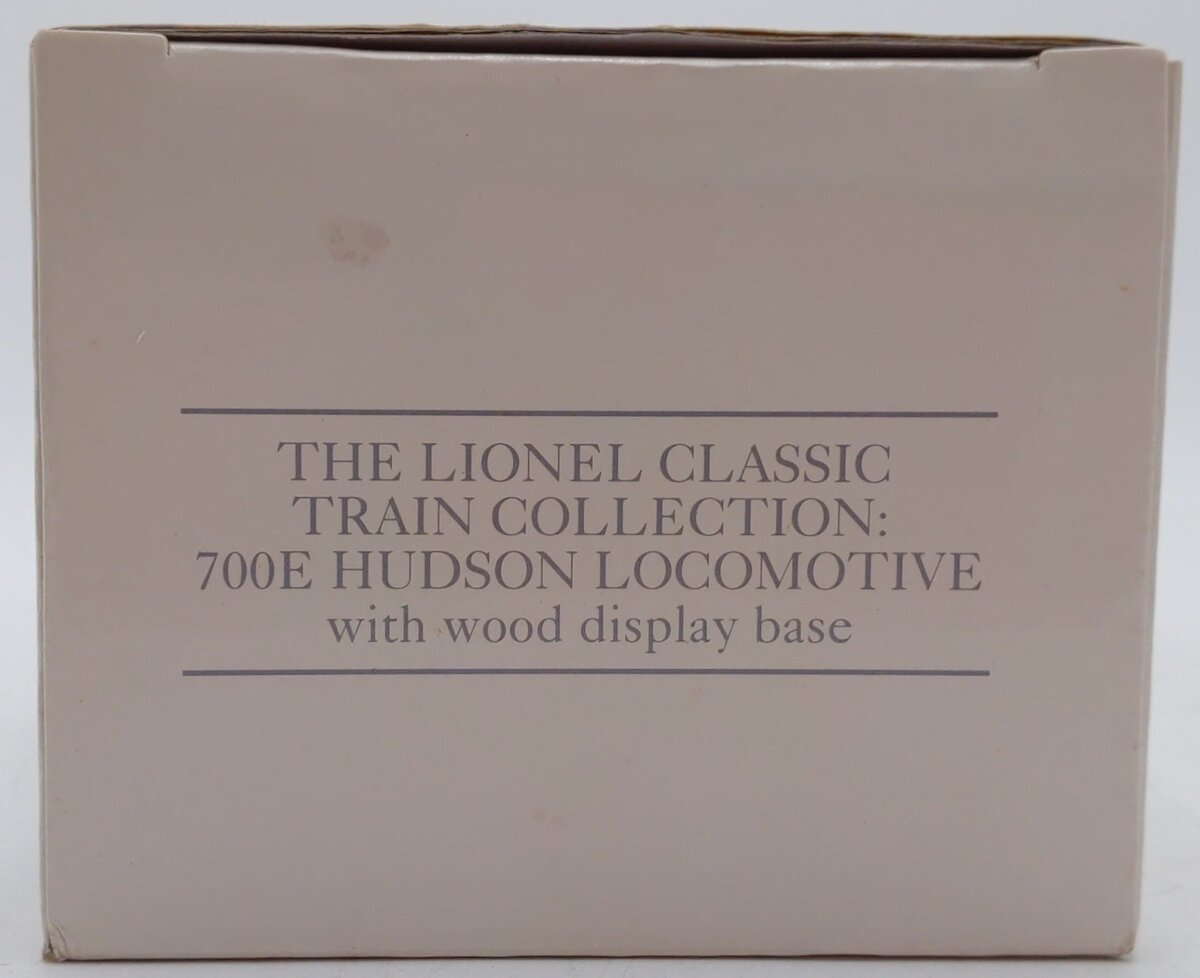 THE LIONEL CLASSIC
TRAIN COLLECTION:
700E HUDSON LOCOMOTIVE
with wood display base